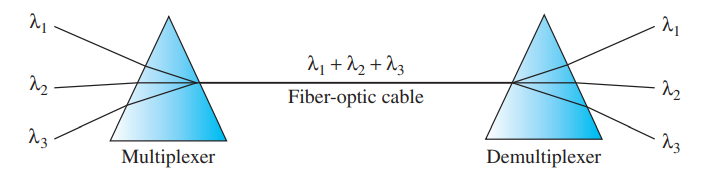 λ1
λ2
λ3
λ1 + λ2 + λ3
Fiber-optic cable
Multiplexer
Demultiplexer
λ1
λ2
λ3